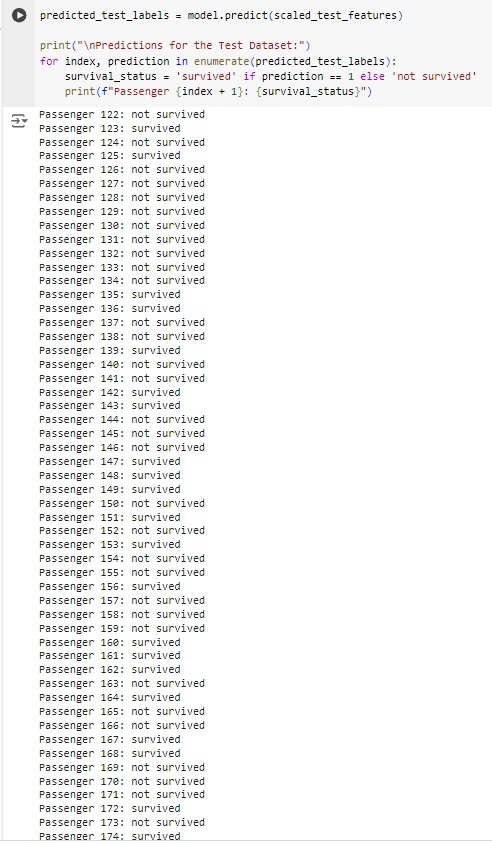 predicted_test_labels = model.predict(scaled_test_features)
print("\nPredictions for the Test Dataset:")
for index, prediction in enumerate(predicted_test_labels):
    survival_status = 'survived' if prediction == 1 else 'not survived'
    print(f"Passenger {index + 1}: {survival_status}")
Passenger 122: not survived
Passenger 123: survived
Passenger 124: not survived
Passenger 125: survived
Passenger 126: not survived
Passenger 127: not survived
Passenger 128: not survived
Passenger 129: not survived
Passenger 130: not survived
Passenger 131: not survived
Passenger 132: not survived
Passenger 133: not survived
Passenger 134: not survived
Passenger 135: survived
Passenger 136: survived
Passenger 137: not survived
Passenger 138: not survived
Passenger 139: survived
Passenger 140: not survived
Passenger 141: not survived
Passenger 142: survived
Passenger 143: survived
Passenger 144: not survived
Passenger 145: not survived
Passenger 146: not survived
Passenger 147: survived
Passenger 148: survived
Passenger 149: survived
Passenger 150: not survived
Passenger 151: survived
Passenger 152: not survived
Passenger 153: survived
Passenger 154: not survived
Passenger 155: not survived
Passenger 156: survived
Passenger 157: not survived
Passenger 158: not survived
Passenger 159: not survived
Passenger 160: survived
Passenger 161: survived
Passenger 162: survived
Passenger 163: not survived
Passenger 164: survived
Passenger 165: not survived
Passenger 166: not survived
Passenger 167: survived
Passenger 168: survived
Passenger 169: not survived
Passenger 170: not survived
Passenger 171: not survived
Passenger 172: survived
Passenger 173: not survived
Passenger 174: survived